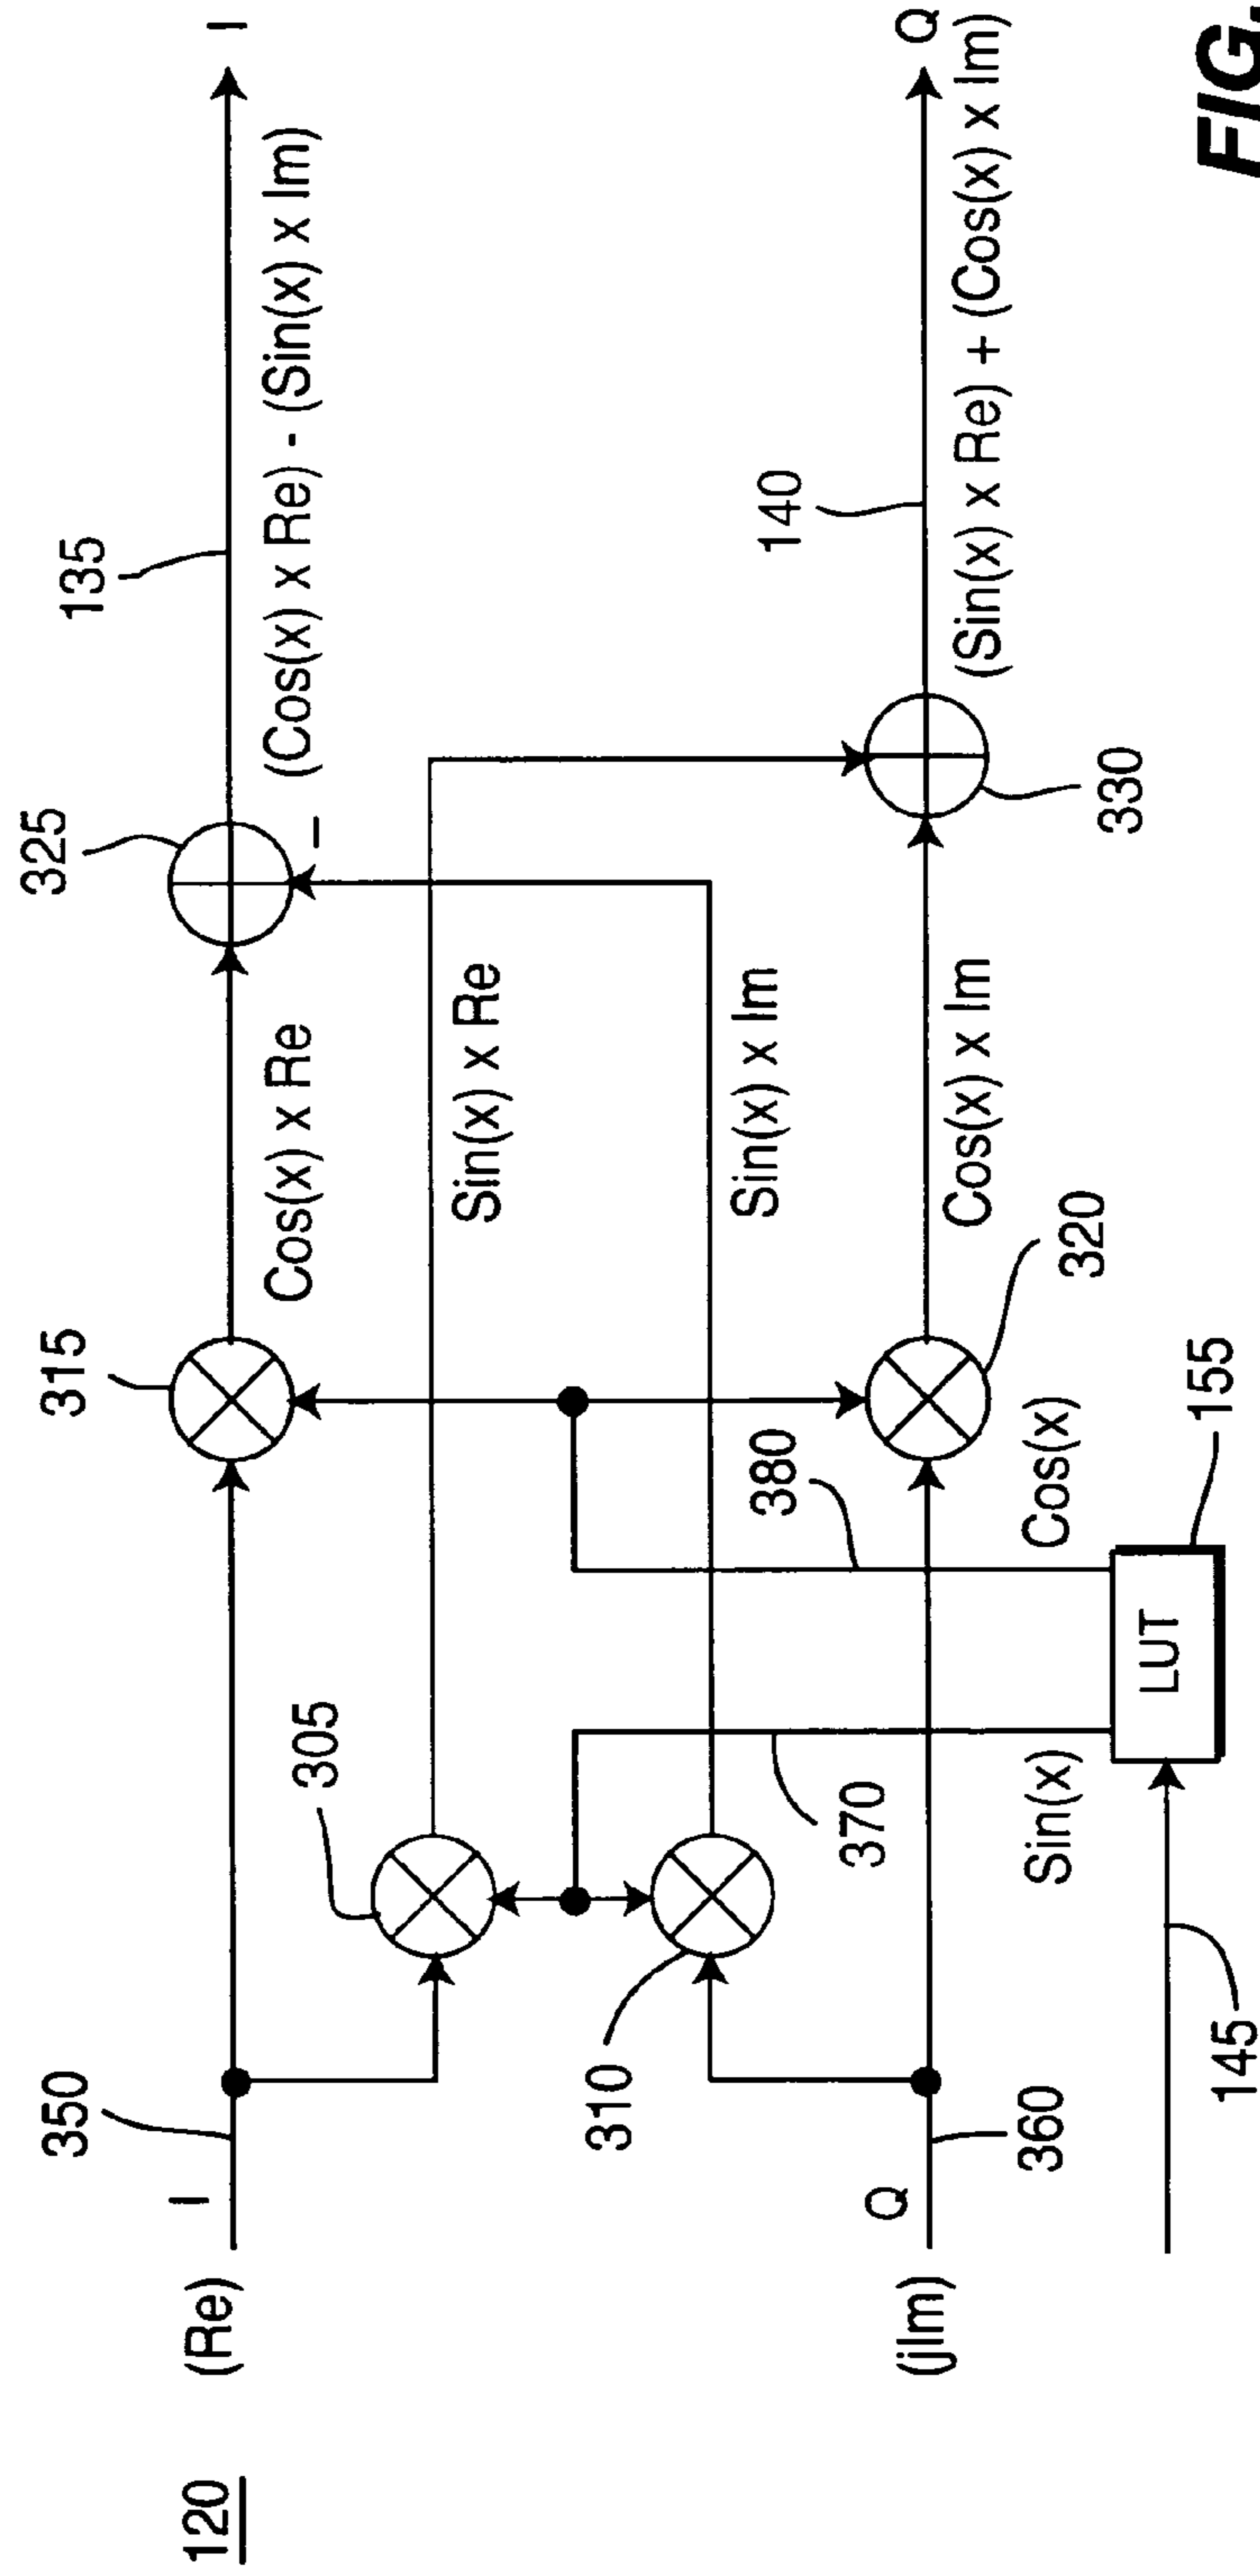 120
(Re)
I
350
315
Cos(x) x Re
325
(Cos(x) x Re) - (Sin(x) x Im)
–
135
I
305
Sin(x) x Re
310
Sin(x) x Im
(jIm)
Q
360
370
380
320
Cos(x) x Im
330
140
(Sin(x) x Re) + (Cos(x) x Im)
Q
145
Sin(x)
LUT
Cos(x)
155
FIG.